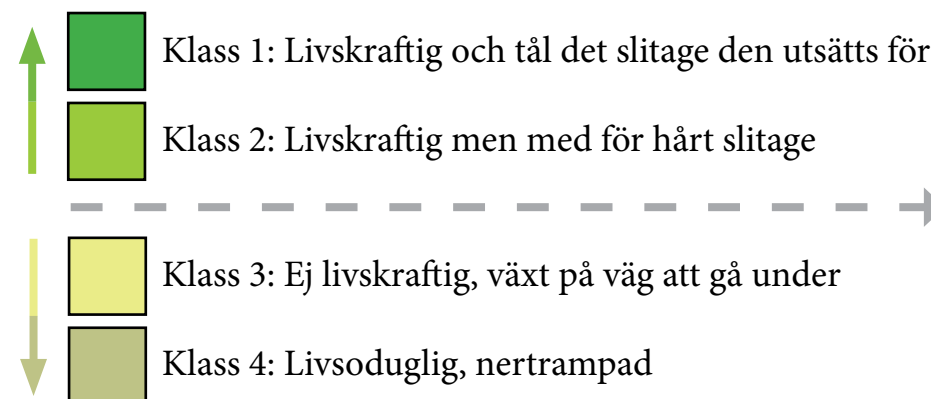 Klass 1: Livskraftig och tål det slitage den utsätts för
Klass 2: Livskraftig men med för hårt slitage
Klass 3: Ej livskraftig, växt på väg att gå under
Klass 4: Livsoduglig, nertrampad